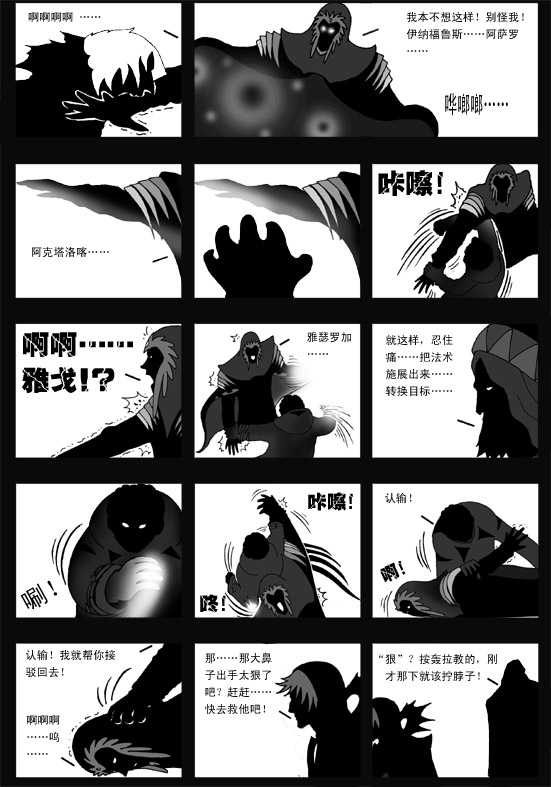 啊啊啊啊 ……
我本不想这样！别怪我！
伊纳福鲁斯……阿萨罗
……
哗啷啷……
阿克塔洛喀……
咔嚓！
啊啊……
雅戈！？
雅瑟罗加
……
就这样，忍住
痛……把法术
施展出来……
转换目标……
唰！
咔嚓！
咚！
认输！
啊！
认输！我就帮你接
驳回去！
啊啊啊
……呜
……
那……那大鼻
子出手太狠了
吧？赶赶……
快去救他吧！
“狠”？按轰拉教的，刚
才那下就该拧脖子！